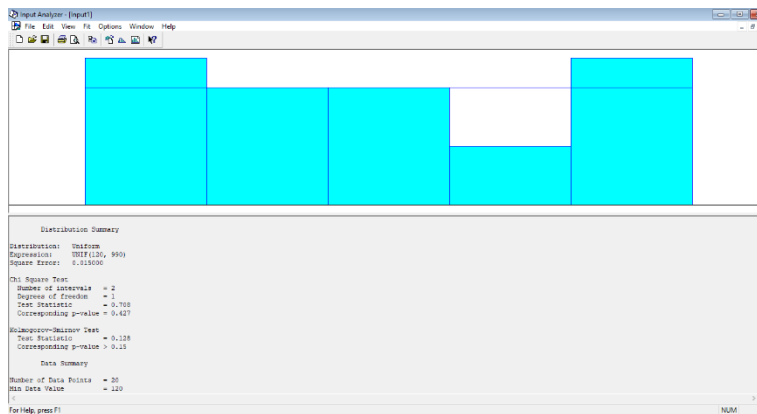 Input Analyzer - [Input1]
File Edit View Fit Options Window Help
Distribution Summary
Distribution: Uniform
Expression: UNIF(120, 990)
Square Error: 0.015000
Chi Square Test
Number of intervals = 2
Degrees of freedom = 1
Test Statistic = 0.708
Corresponding p-value = 0.427
Kolmogorov-Smirnov Test
Test Statistic = 0.128
Corresponding p-value > 0.15
Data Summary
Number of Data Points = 26
Min Data Value = 120
For Help, press F1
NUM